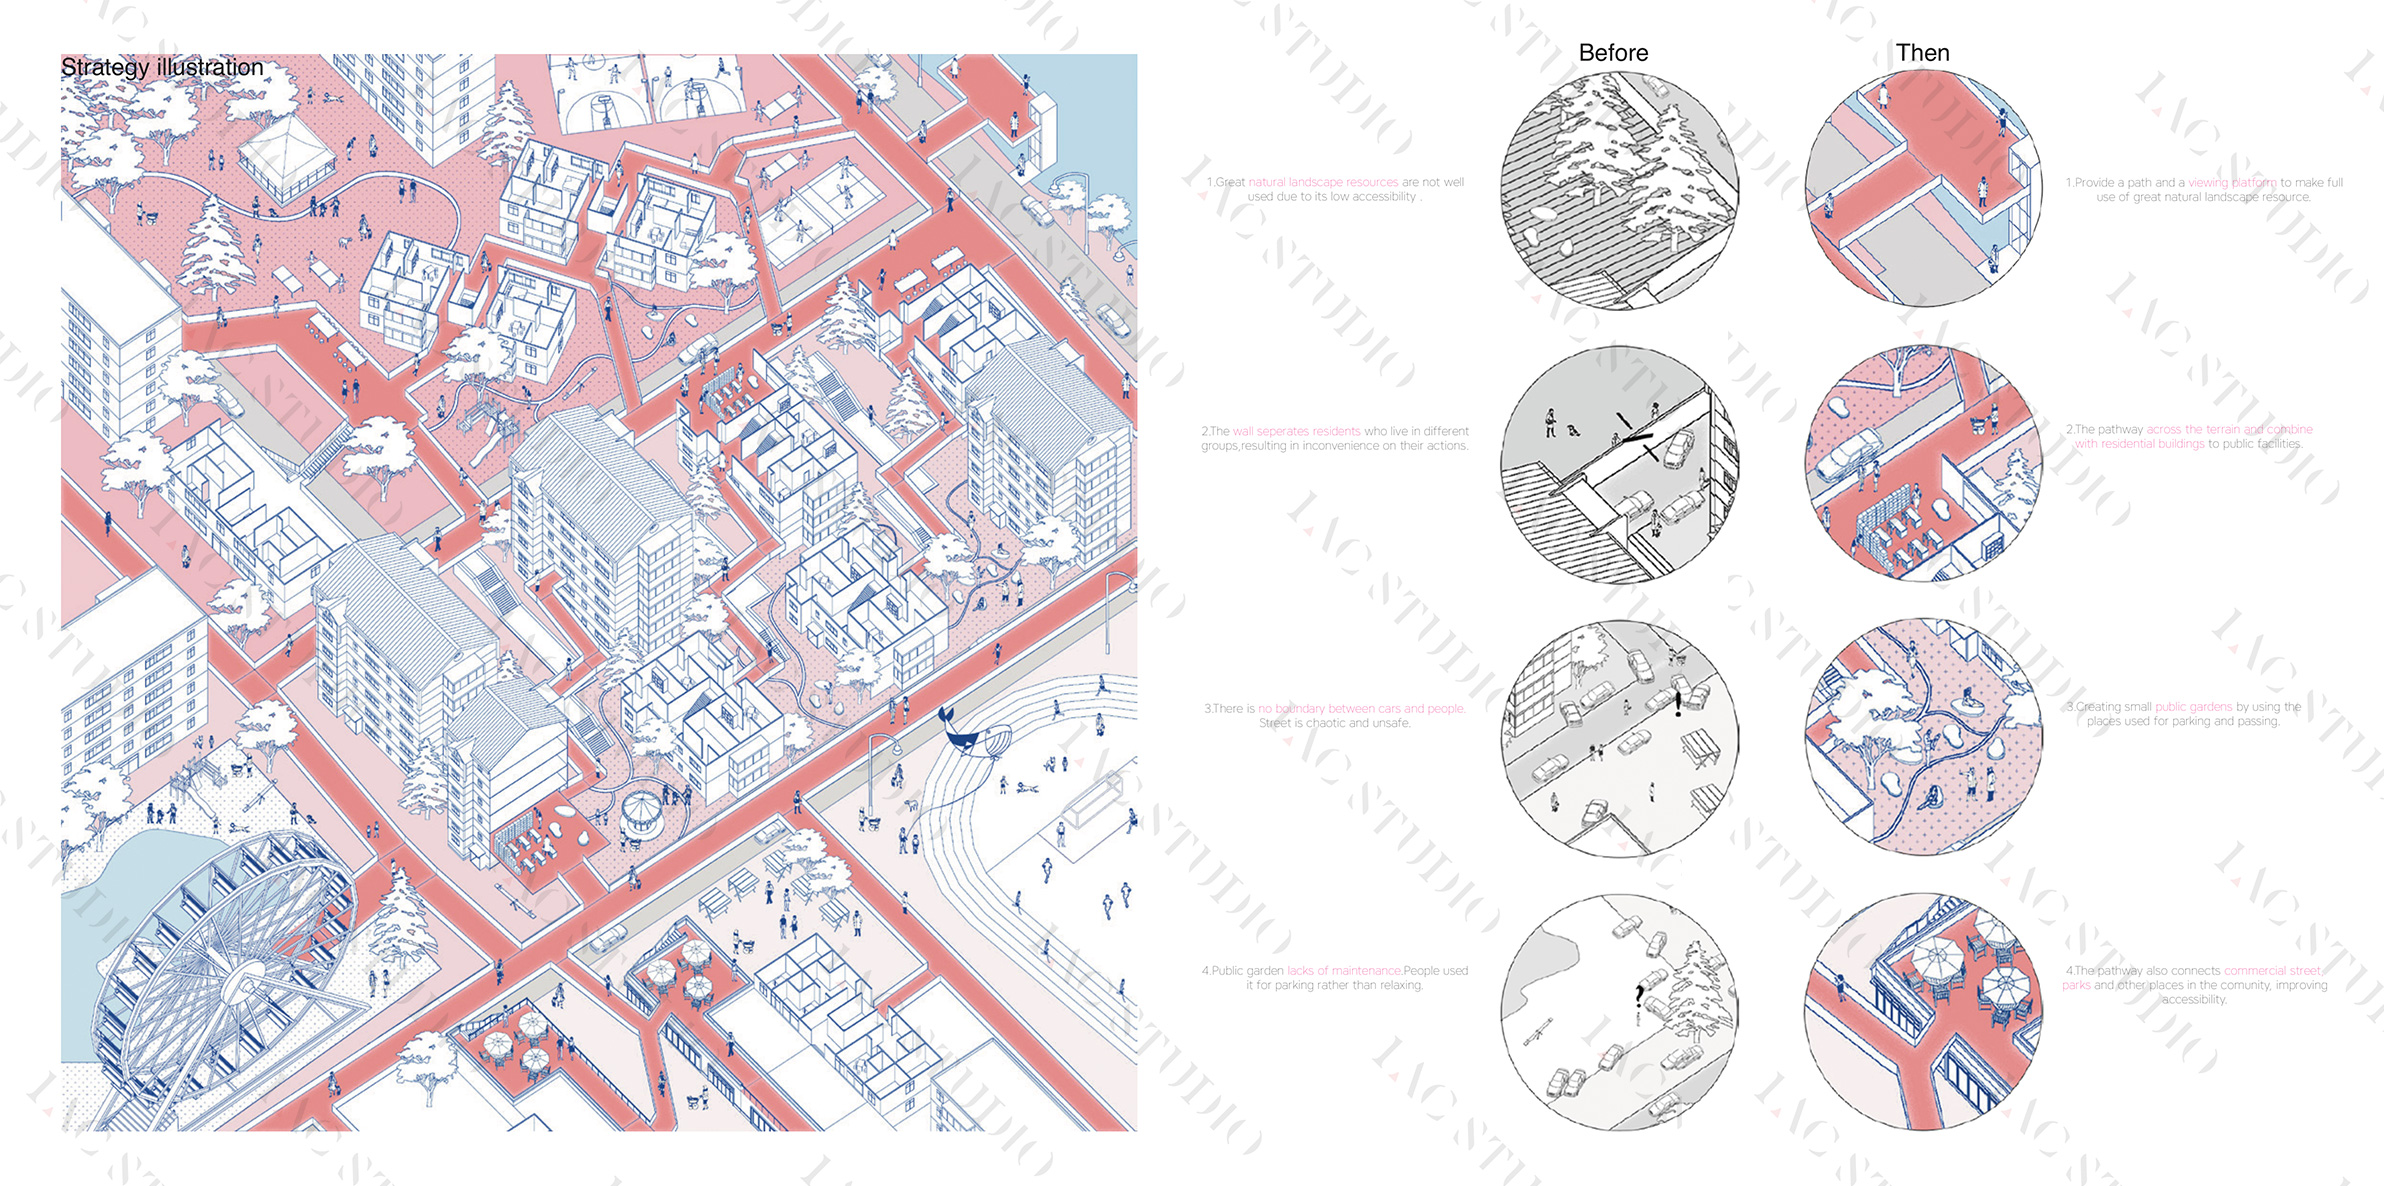 Strategy illustration
Before
Then
1.Great natural landscape resources are not well
used due to its low accessibility .
1.Provide a path and a viewing platform to make full
use of great natural landscape resource.
2.The wall seperates residents who live in different
groups,resulting in inconvenience on their actions.
2.The pathway across the terrain and combine
with residential buildings to public facilities.
3.There is no boundary between cars and people.
Street is chaotic and unsafe.
3.Creating small public gardens by using the
places used for parking and passing.
4.Public garden lacks of maintenance.People used
it for parking rather than relaxing.
4.The pathway also connects commercial street,
parks and other places in the comunity, improving
accessibility.